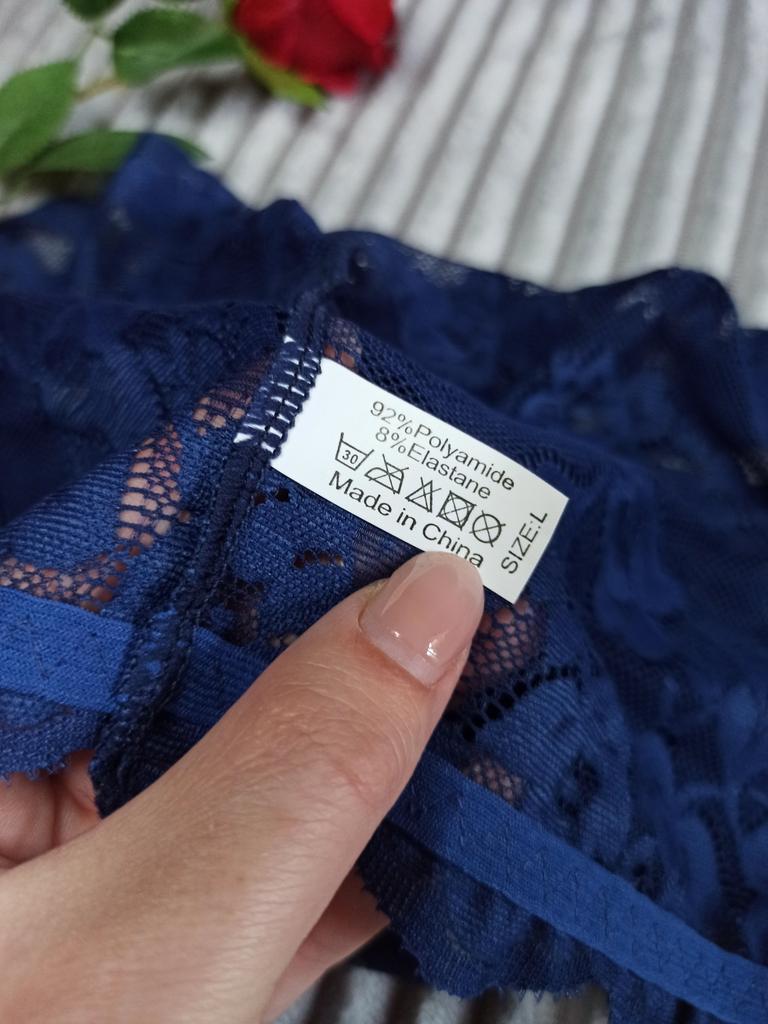 92%Polyamide
8%Elastane
30
Made in China
SIZE:L